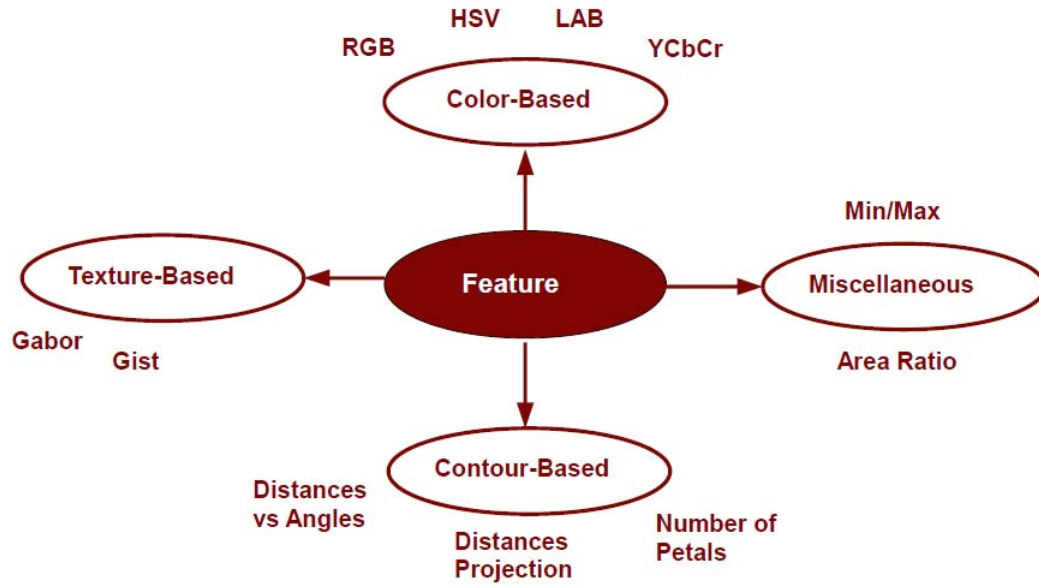 HSV
LAB
RGB
YCbCr
Color-Based
Min/Max
Texture-Based
Feature
Miscellaneous
Gabor
Gist
Area Ratio
Contour-Based
Distances
vs Angles
Distances
Projection
Number of
Petals